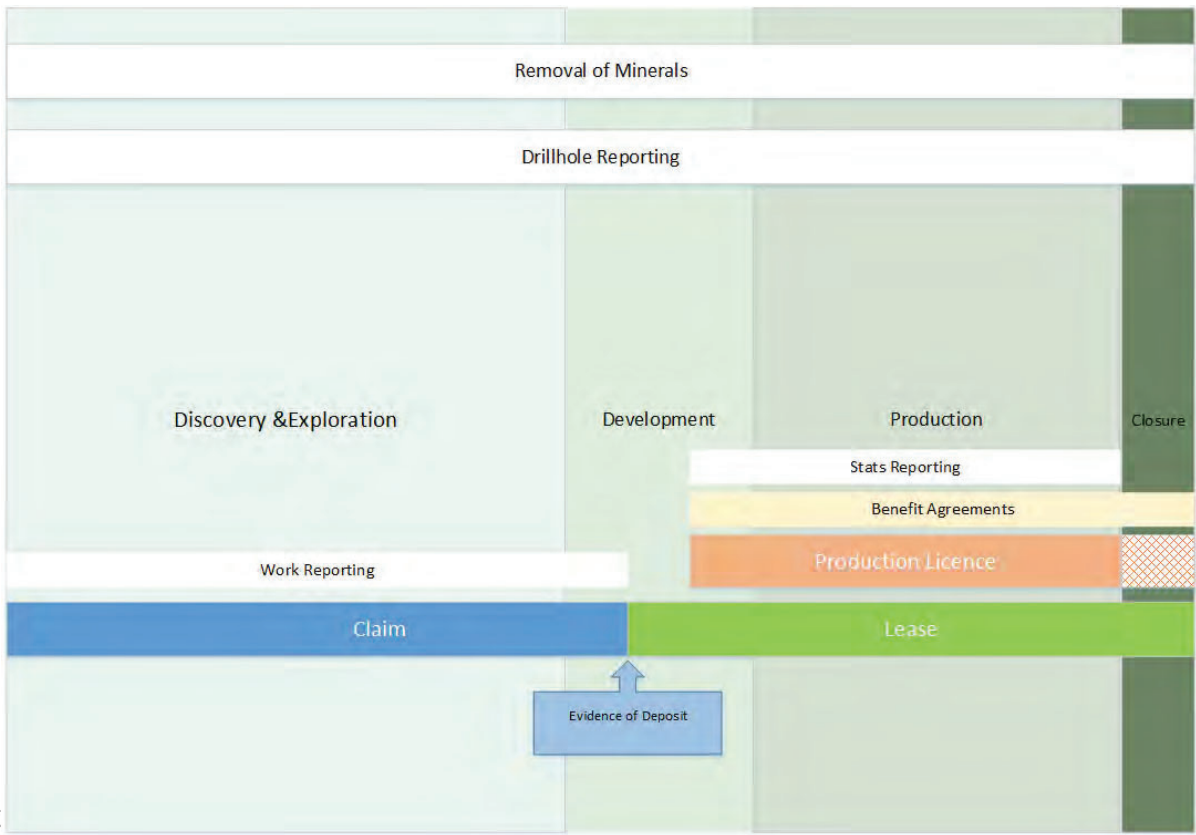 Removal of Minerals
Drillhole Reporting
Discovery &Exploration
Development
Production
Closure
Stats Reporting
Benefit Agreements
Production Licence
Work Reporting
Claim
Lease
Evidence of Deposit